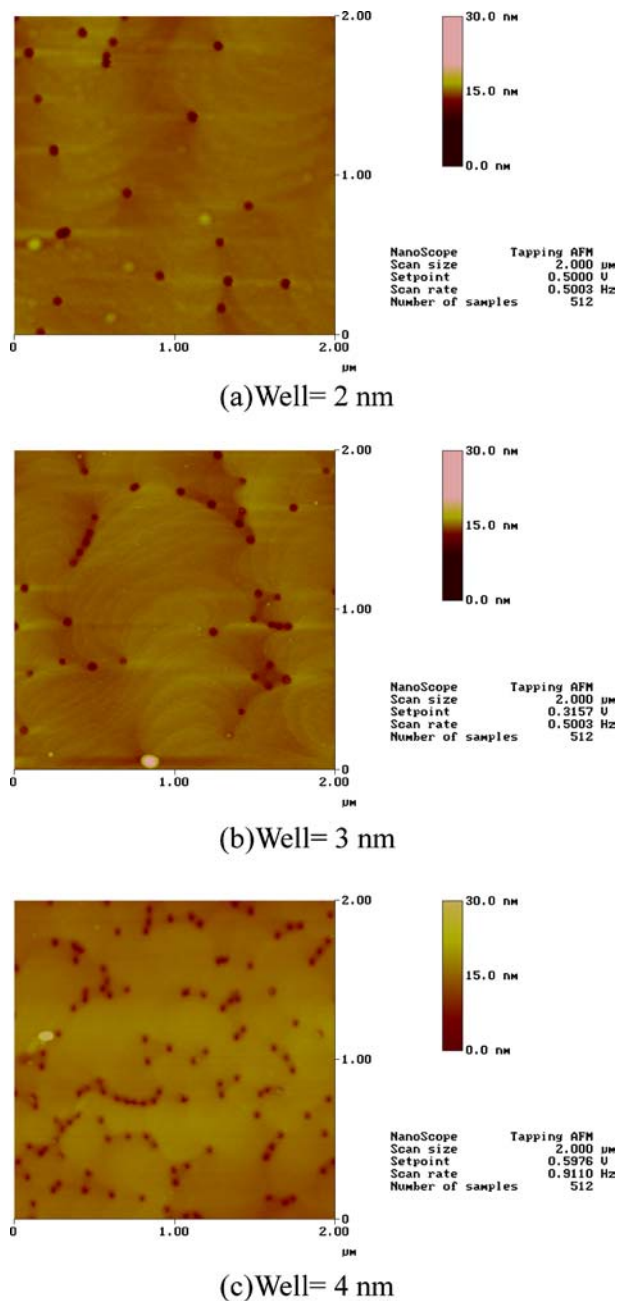 2.00
30.0 nm
15.0 nm
1.00
0.0 nm
NanoScope Tapping AFM
Scan size 2.000 µm
Setpoint 0.5000 V
Scan rate 0.5003 Hz
Number of samples 512
0
0 1.00 2.00
µm
(a)Well= 2 nm
2.00
30.0 nm
15.0 nm
1.00
0.0 nm
NanoScope Tapping AFM
Scan size 2.000 µm
Setpoint 0.3157 V
Scan rate 0.5003 Hz
Number of samples 512
0
0 1.00 2.00
µm
(b)Well= 3 nm
2.00
30.0 nm
15.0 nm
1.00
0.0 nm
NanoScope Tapping AFM
Scan size 2.000 µm
Setpoint 0.5976 V
Scan rate 0.9110 Hz
Number of samples 512
0
0 1.00 2.00
µm
(c)Well= 4 nm